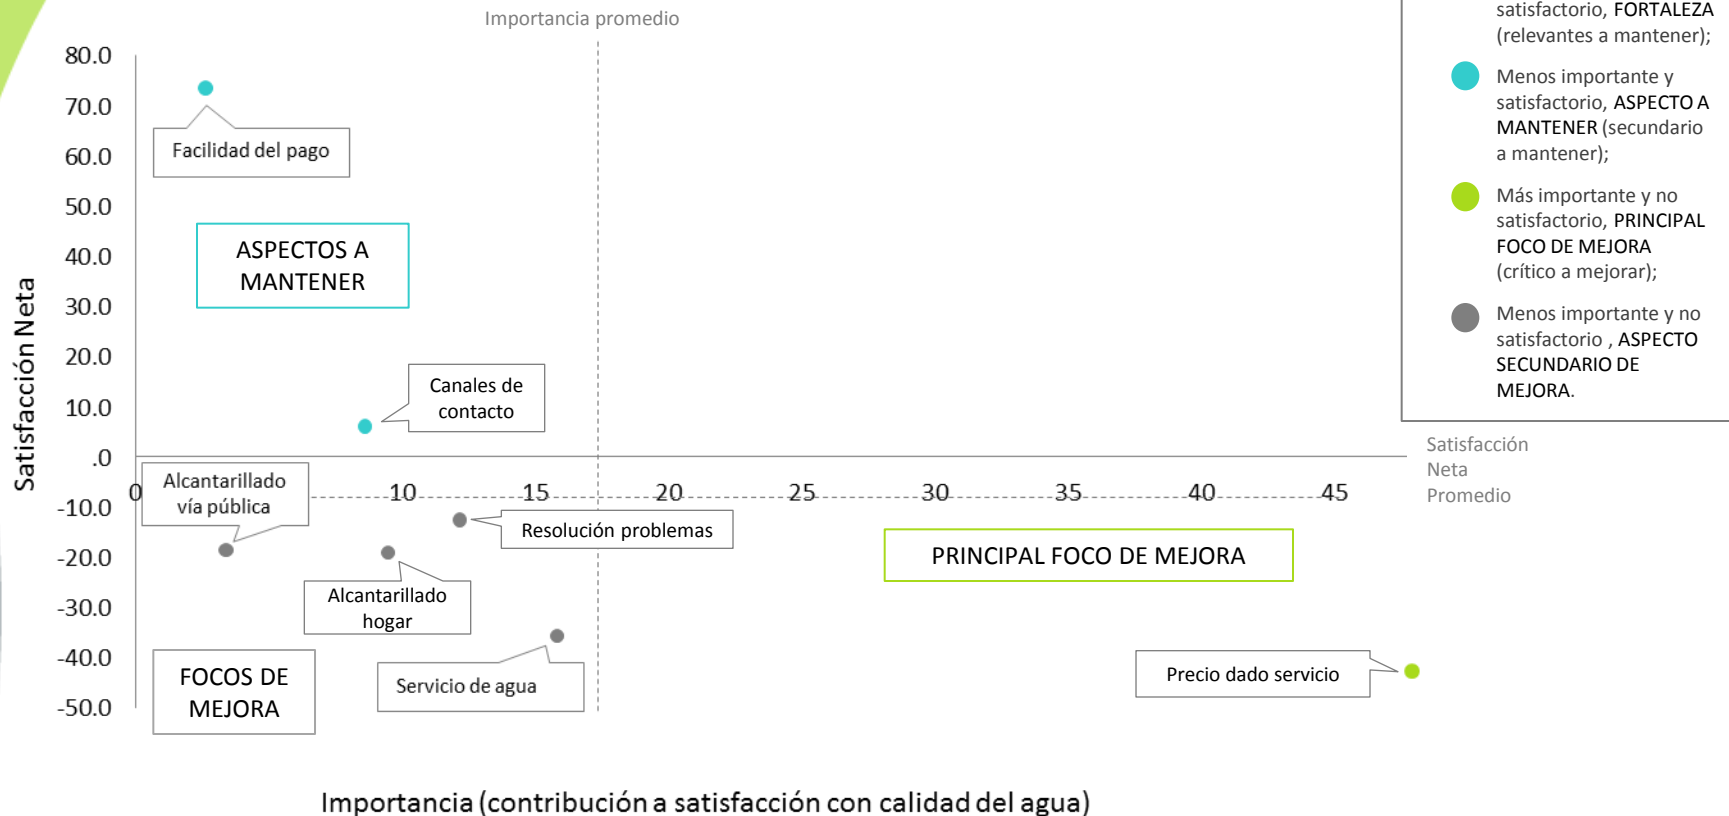 Importancia promedio
80.0
70.0
60.0
50.0
40.0
30.0
20.0
10.0
.0
-10.0
-20.0
-30.0
-40.0
-50.0
Satisfacción Neta
Facilidad del pago
ASPECTOS A
MANTENER
Canales de
contacto
Alcantarillado
vía pública
0
10
15
20
25
30
35
40
45
Resolución problemas
Alcantarillado
hogar
PRINCIPAL FOCO DE MEJORA
FOCOS DE
MEJORA
Servicio de agua
Precio dado servicio
Importancia (contribución a satisfacción con calidad del agua)
satisfactorio, FORTALEZA
(relevantes a mantener);
Menos importante y
satisfactorio, ASPECTO A
MANTENER (secundario
a mantener);
Más importante y no
satisfactorio, PRINCIPAL
FOCO DE MEJORA
(crítico a mejorar);
Menos importante y no
satisfactorio , ASPECTO
SECUNDARIO DE
MEJORA.
Satisfacción
Neta
Promedio